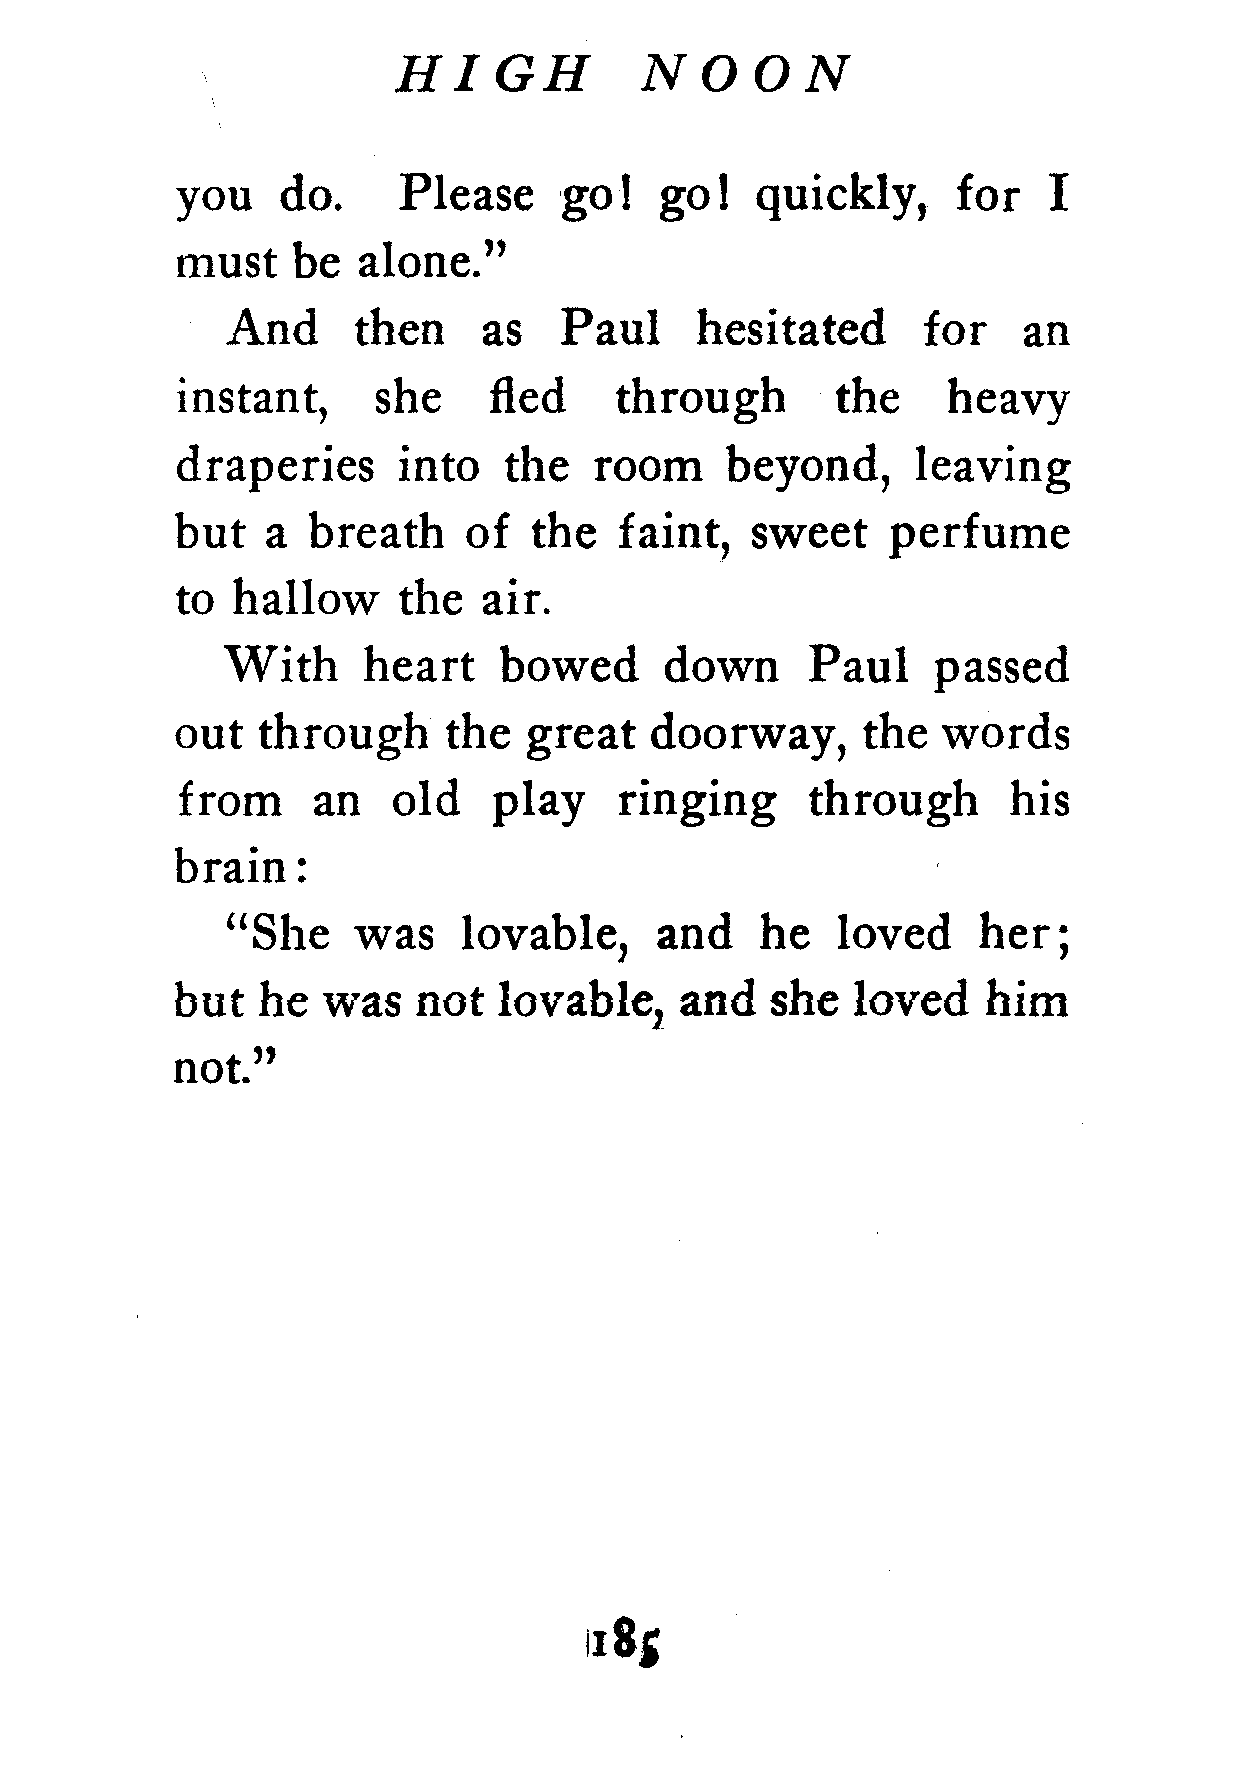 HIGH NOON
you do. Please go! go! quickly, for I
must be alone."
And then as Paul hesitated for an
instant, she fled through the heavy
draperies into the room beyond, leaving
but a breath of the faint, sweet perfume
to hallow the air.
With heart bowed down Paul passed
out through the great doorway, the words
from an old play ringing through his
brain:
"She was lovable, and he loved her;
but he was not lovable, and she loved him
not."
185